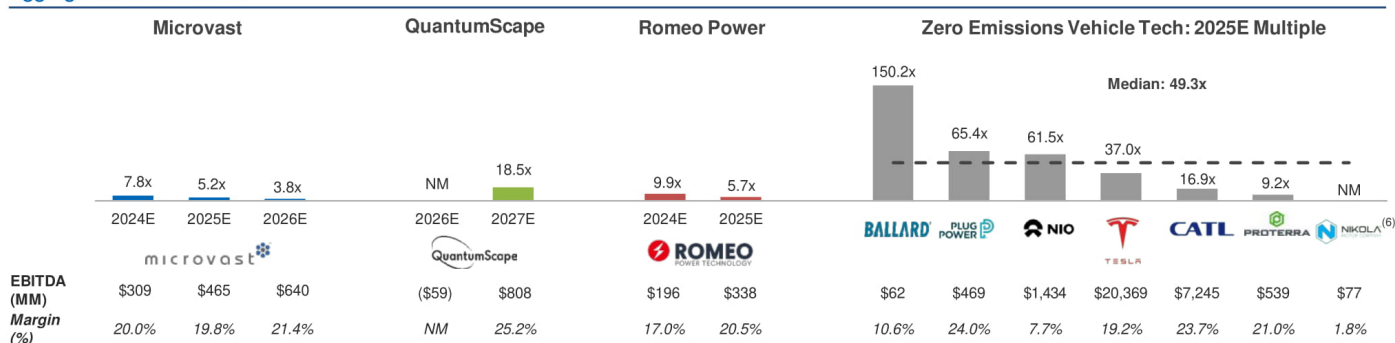 Microvast
QuantumScape
Romeo Power
Zero Emissions Vehicle Tech: 2025E Multiple
150.2x
Median: 49.3x
65.4x
61.5x
37.0x
7.8x
5.2x
3.8x
NM
18.5x
9.9x
5.7x
16.9x
9.2x
NM
2024E 2025E 2026E
2026E 2027E
2024E 2025E
microvast
QuantumScape
ROMEO
POWER TECHNOLOGY
BALLARD
PLUG
POWER
NIO
TESLA
CATL
PROTERRA
NIKOLA (6)
EBITDA
(MM)
$309 $465 $640 ($59) $808 $196 $338 $62 $469 $1,434 $20,369 $7,245 $539 $77
Margin
(%)
20.0% 19.8% 21.4% NM 25.2% 17.0% 20.5% 10.6% 24.0% 7.7% 19.2% 23.7% 21.0% 1.8%